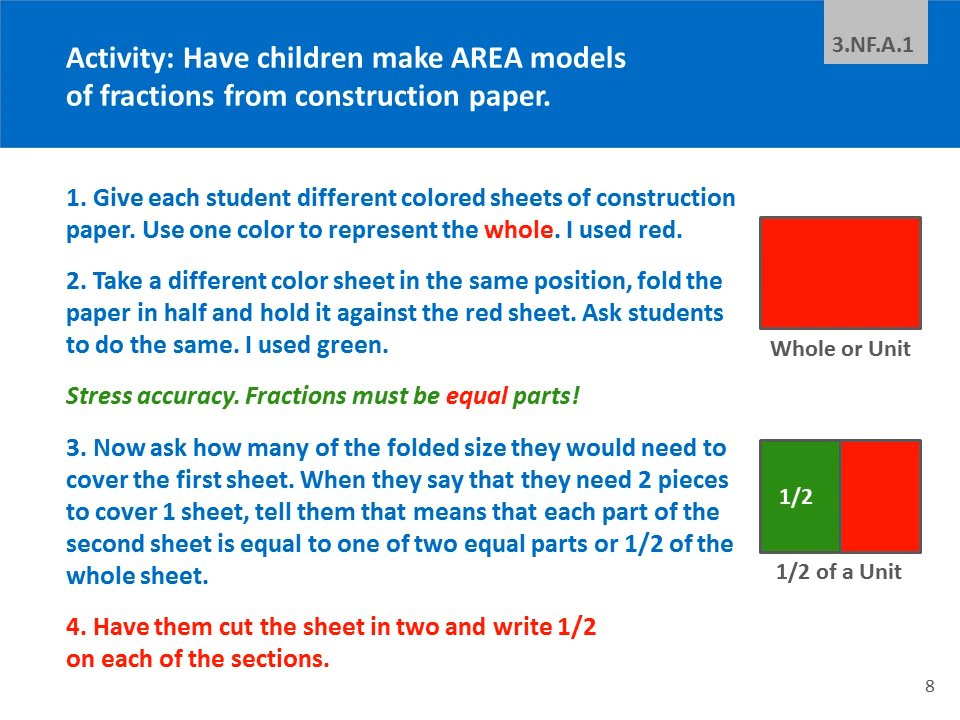 3.NF.A.1
Activity: Have children make AREA models
of fractions from construction paper.
1. Give each student different colored sheets of construction
paper. Use one color to represent the whole. I used red.
2. Take a different color sheet in the same position, fold the
paper in half and hold it against the red sheet. Ask students
to do the same. I used green.
Stress accuracy. Fractions must be equal parts!
3. Now ask how many of the folded size they would need to
cover the first sheet. When they say that they need 2 pieces
to cover 1 sheet, tell them that means that each part of the
second sheet is equal to one of two equal parts or 1/2 of the
whole sheet.
4. Have them cut the sheet in two and write 1/2
on each of the sections.
Whole or Unit
1/2
1/2 of a Unit
8